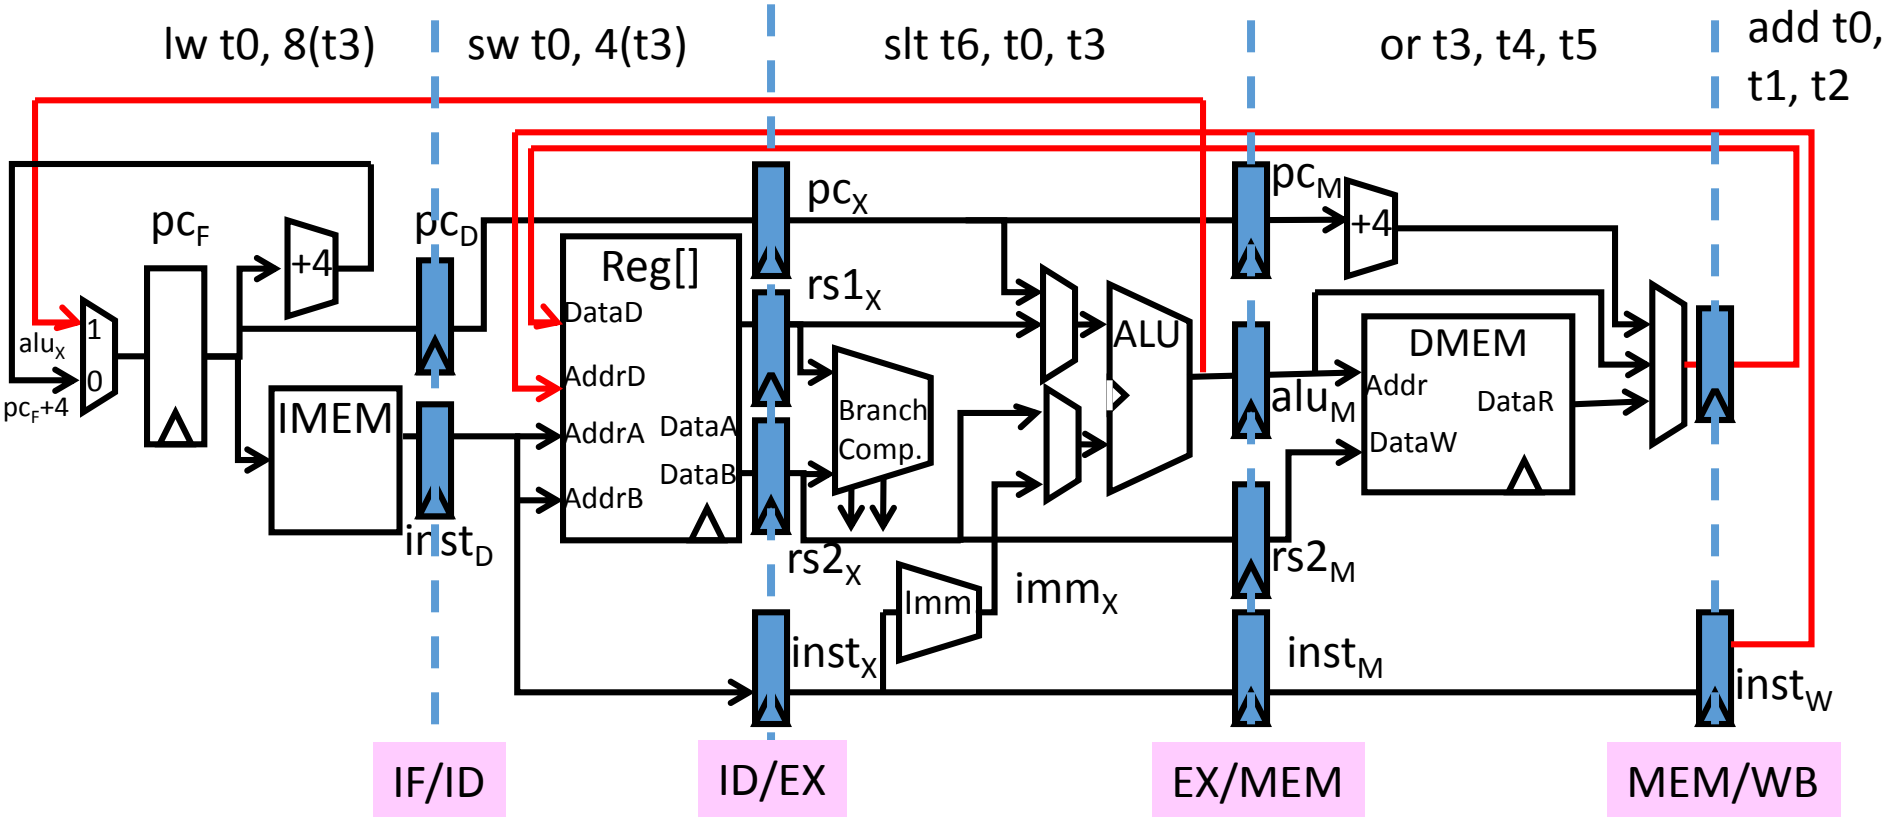 lw t0, 8(t3)
sw t0, 4(t3)
slt t6, t0, t3
or t3, t4, t5
add t0,
t1, t2
pcF
pcD
pcX
pcM
+4
+4
1
0
aluX
pcF+4
IMEM
instD
Reg[]
DataD
AddrD
AddrA
AddrB
DataA
DataB
rs1X
rs2X
Branch
Comp.
ALU
Imm
immX
instX
aluM
rs2M
instM
DMEM
Addr
DataR
DataW
instW
IF/ID
ID/EX
EX/MEM
MEM/WB